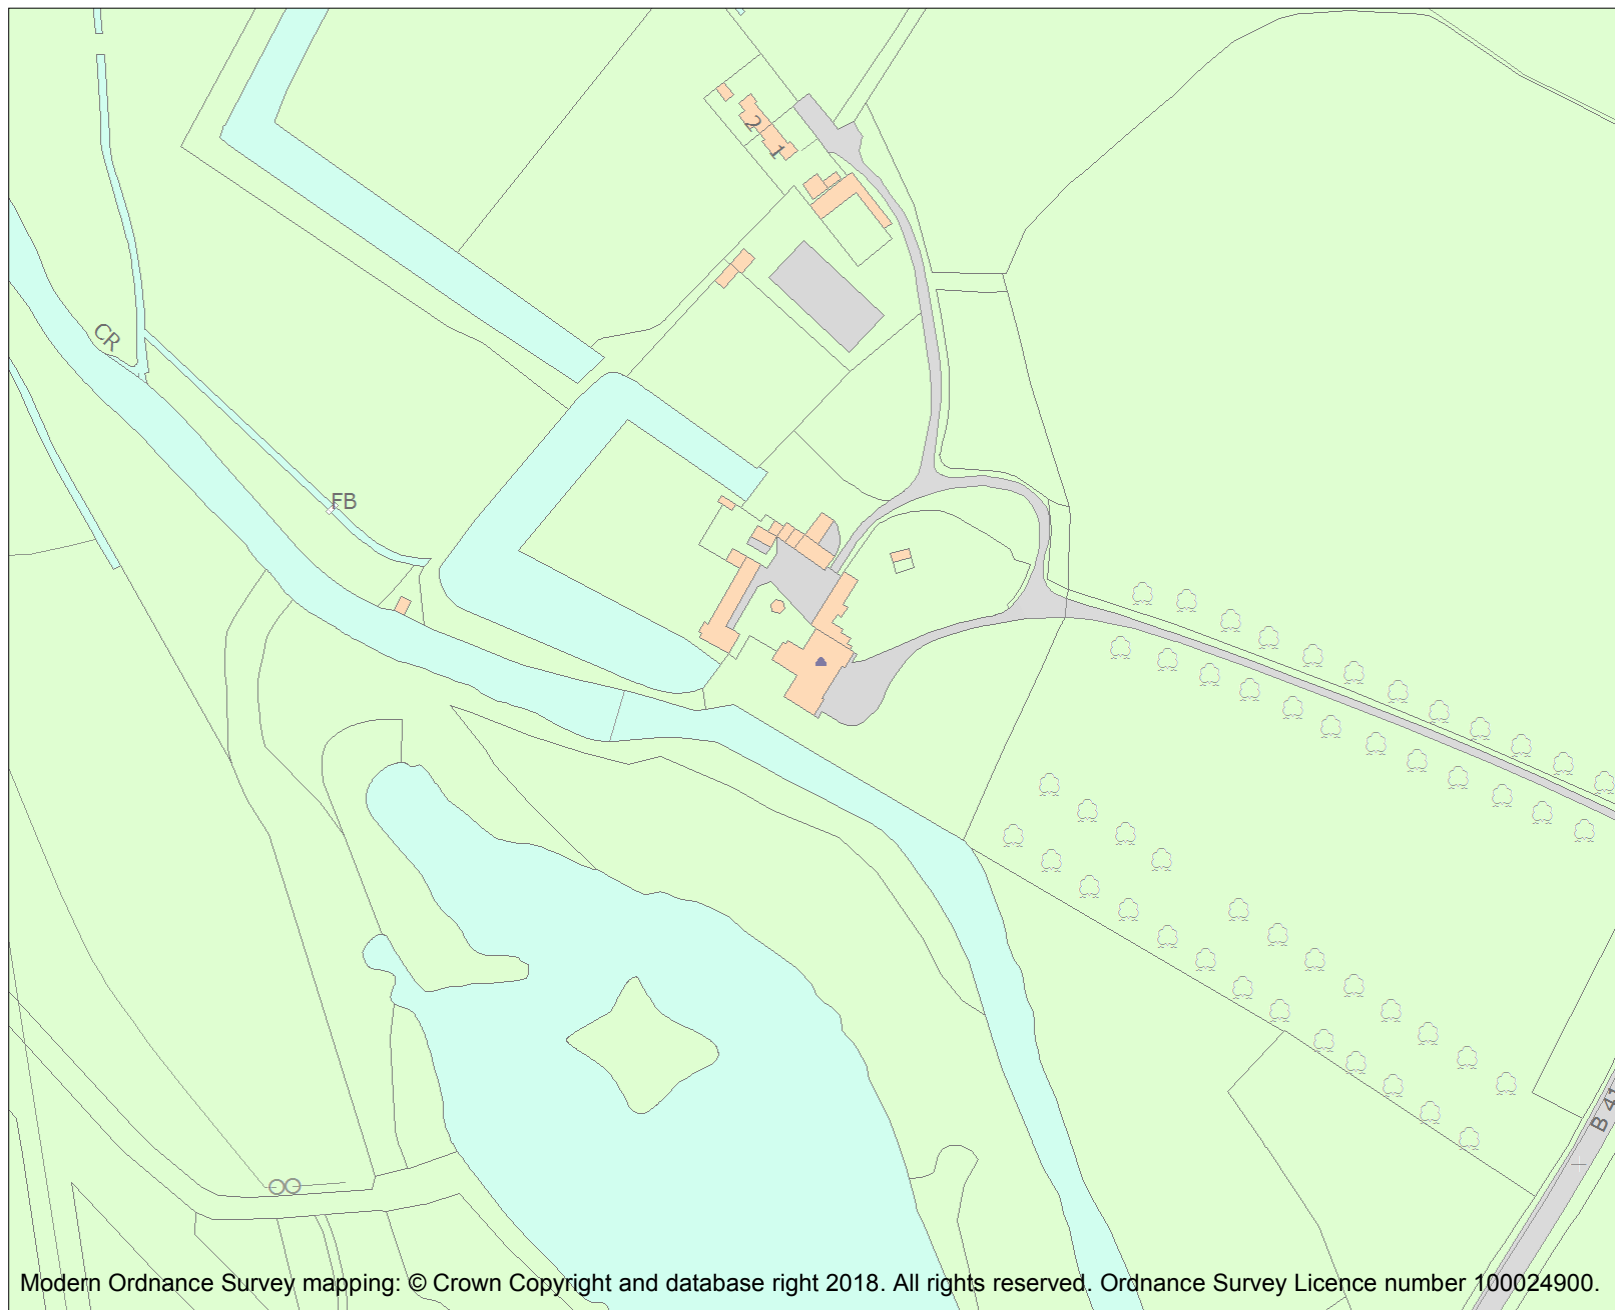 2
1
CR
FB
B 41
Modern Ordnance Survey mapping: © Crown Copyright and database right 2018. All rights reserved. Ordnance Survey Licence number 100024900.